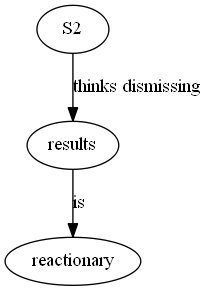 S2
thinks dismissing
results
is
reactionary